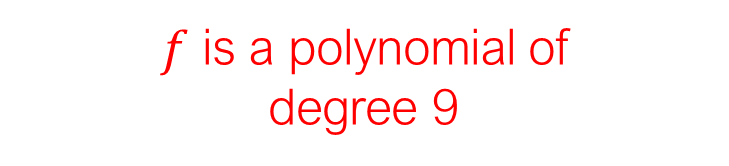 f is a polynomial of
degree 9